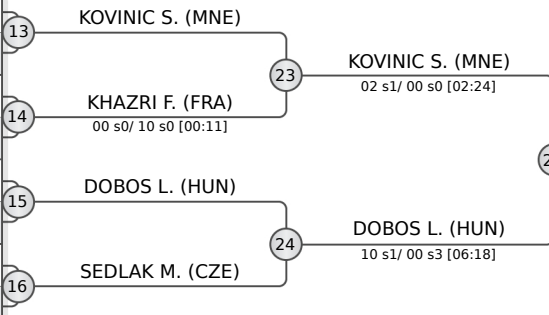 KOVINIC S. (MNE)
13
23
KOVINIC S. (MNE)
02 s1/ 00 s0 [02:24]
KHAZRI F. (FRA)
14
00 s0/ 10 s0 [00:11]
DOBOS L. (HUN)
15
24
DOBOS L. (HUN)
10 s1/ 00 s3 [06:18]
SEDLAK M. (CZE)
16